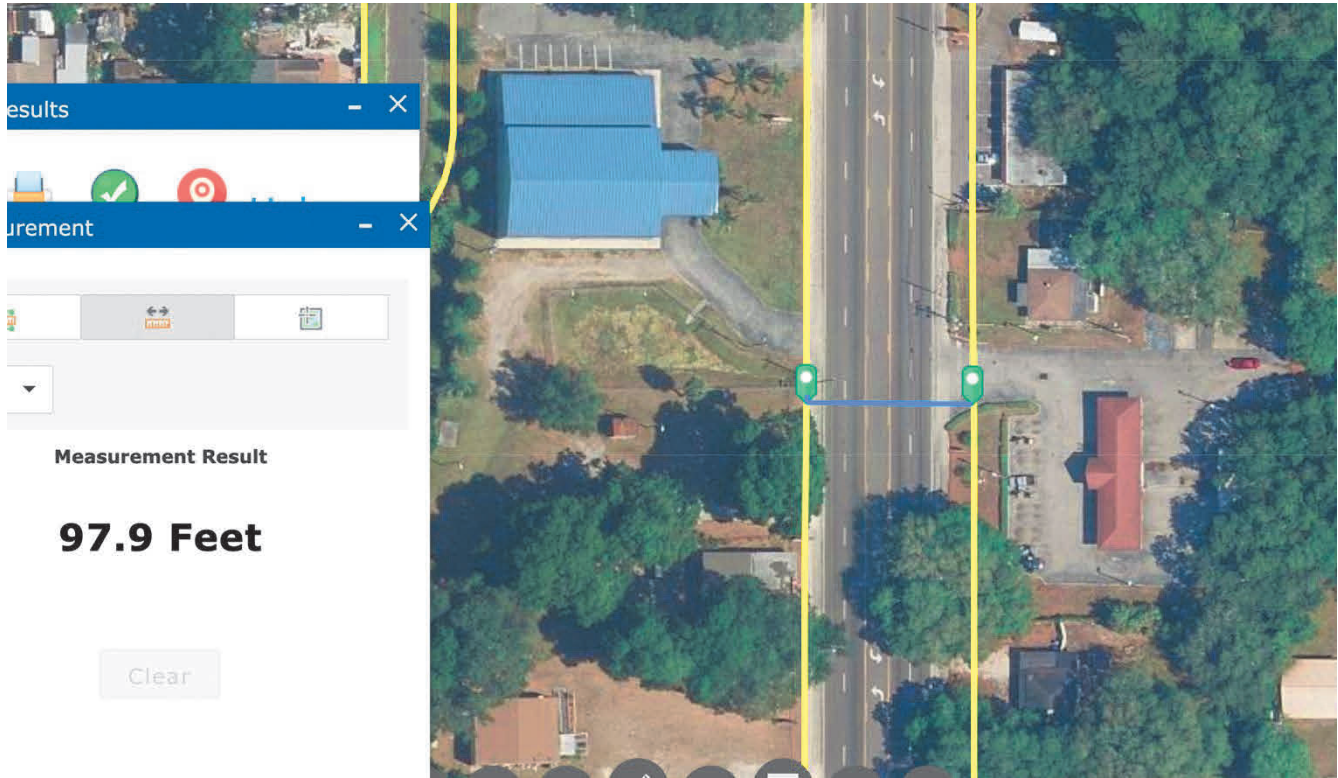 esults
urement
Measurement Result
97.9 Feet
Clear